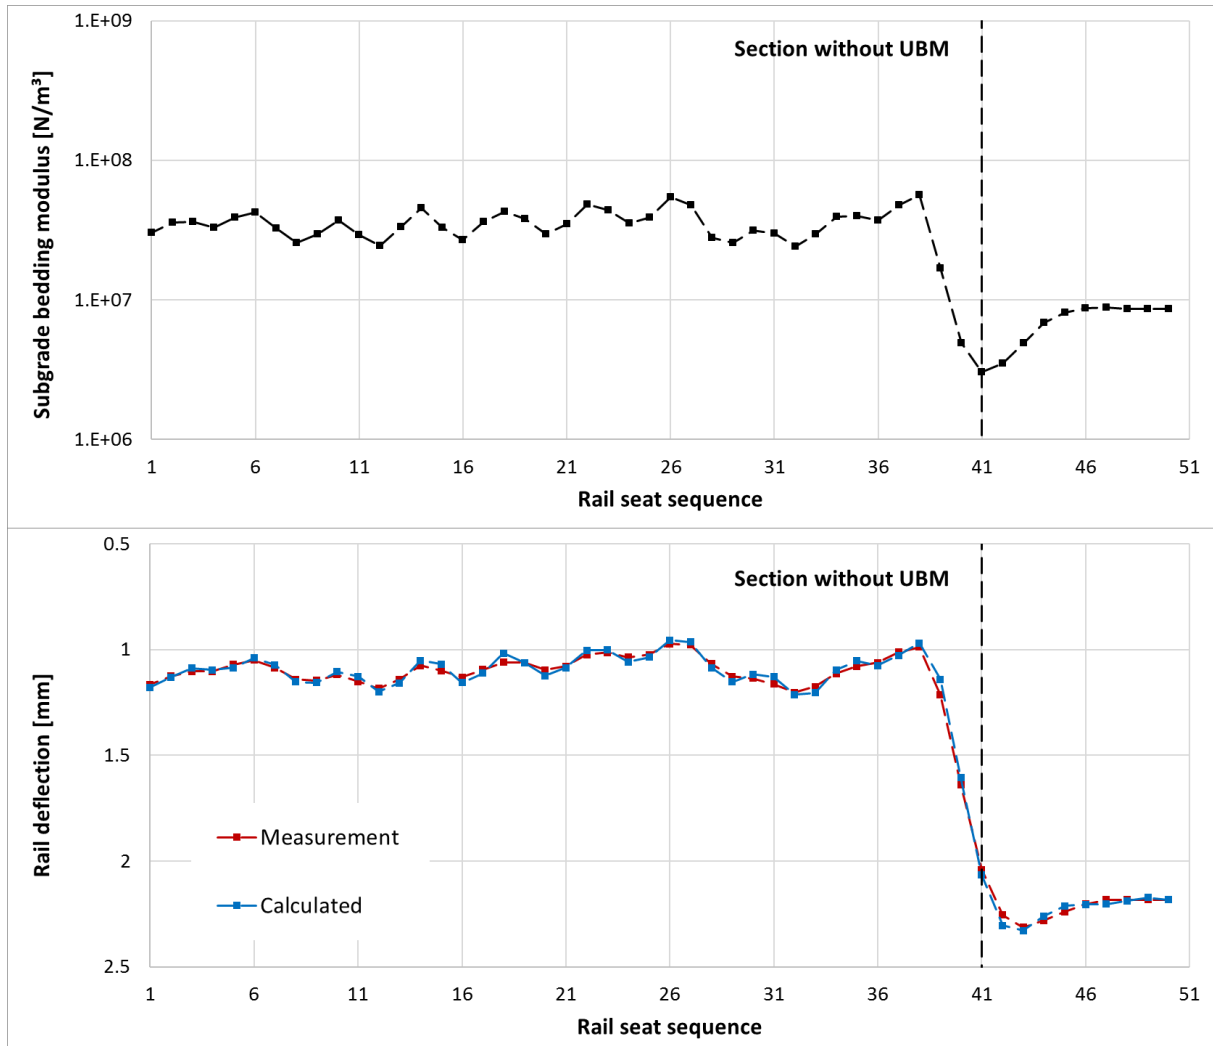 Subgrade bedding modulus [N/m³]
1.E+09
1.E+08
1.E+07
1.E+06
Section without UBM
1 6 11 16 21 26 31 36 41 46 51
Rail seat sequence
Rail deflection [mm]
0.5
1
1.5
2
2.5
Section without UBM
Measurement
Calculated
1 6 11 16 21 26 31 36 41 46 51
Rail seat sequence